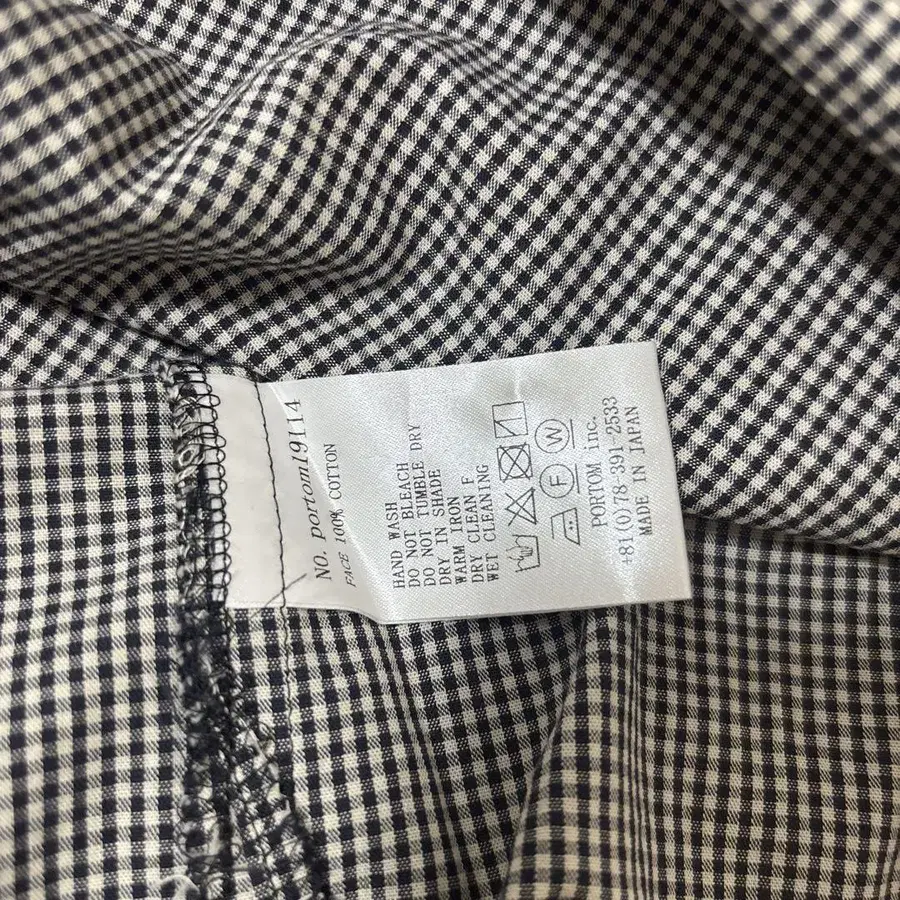 NO. portom19114
FACE 100% COTTON
HAND WASH
DO NOT BLEACH
DO NOT TUMBLE DRY
DRY IN SHADE
WARM IRON
DRY CLEAN F
WET CLEANING
F W
PORTOM inc.
+81(0)78-391-2533
MADE IN JAPAN